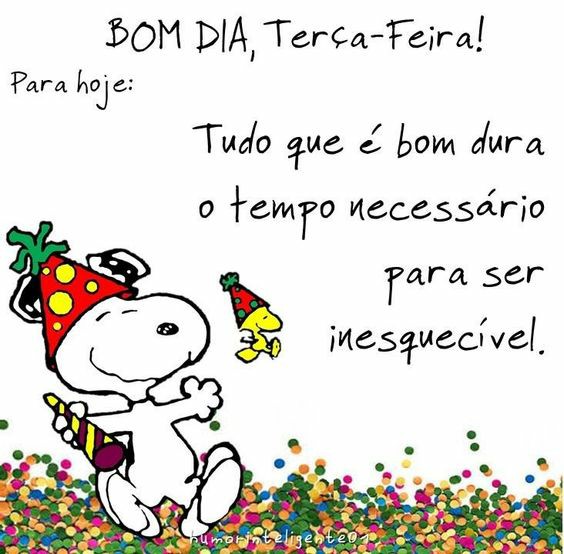 BOM DIA, Terça-Feira!
Para hoje:
Tudo que é bom dura
o tempo necessário
para ser
inesquecível.
humorinteligente01